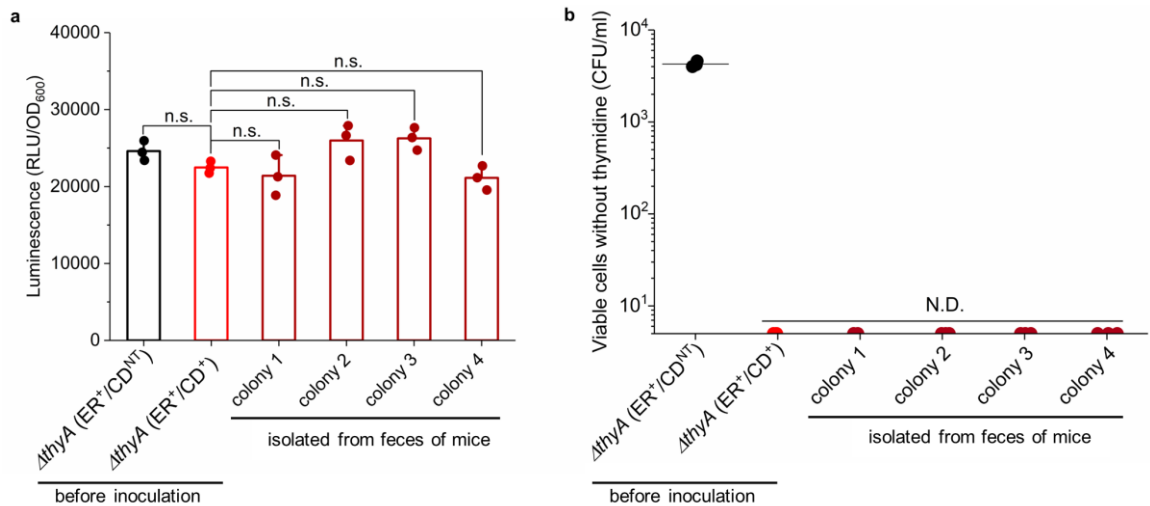 a
Luminescence (RLU/OD600)
40000
30000
20000
10000
0
n.s.
n.s.
n.s.
n.s.
n.s.
ΔthyA (ER+/CDNT)
ΔthyA (ER+/CD+)
colony 1
colony 2
colony 3
colony 4
before inoculation
isolated from feces of mice
b
Viable cells without thymidine (CFU/ml)
10^4
10^3
10^2
10^1
N.D.
ΔthyA (ER+/CDNT)
ΔthyA (ER+/CD+)
colony 1
colony 2
colony 3
colony 4
before inoculation
isolated from feces of mice